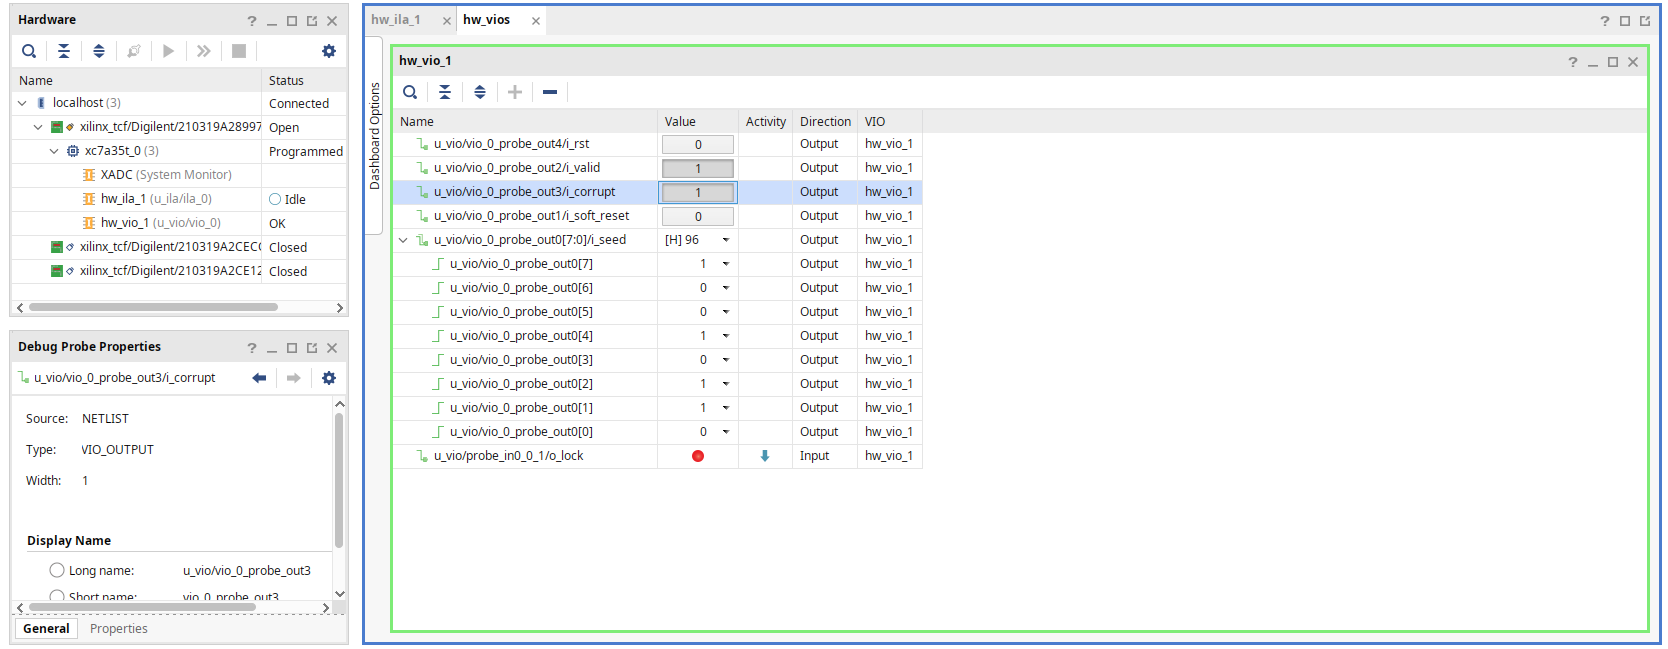 Hardware
Name Status
localhost (3) Connected
xilinx_tcf/Digilent/210319A28997 Open
xc7a35t_0 (3) Programmed
XADC (System Monitor)
hw_ila_1 (u_ila/ila_0) Idle
hw_vio_1 (u_vio/vio_0) OK
xilinx_tcf/Digilent/210319A2CEC Closed
xilinx_tcf/Digilent/210319A2CE12 Closed
Debug Probe Properties
u_vio/vio_0_probe_out3/i_corrupt
Source: NETLIST
Type: VIO_OUTPUT
Width: 1
Display Name
Long name: u_vio/vio_0_probe_out3
Short name: vio_0_probe_out3
General Properties
hw_ila_1 hw_vios
Dashboard Options
hw_vio_1
Name Value Activity Direction VIO
u_vio/vio_0_probe_out4/i_rst 0 Output hw_vio_1
u_vio/vio_0_probe_out2/i_valid 1 Output hw_vio_1
u_vio/vio_0_probe_out3/i_corrupt 1 Output hw_vio_1
u_vio/vio_0_probe_out1/i_soft_reset 0 Output hw_vio_1
u_vio/vio_0_probe_out0[7:0]/i_seed [H] 96 Output hw_vio_1
u_vio/vio_0_probe_out0[7] 1 Output hw_vio_1
u_vio/vio_0_probe_out0[6] 0 Output hw_vio_1
u_vio/vio_0_probe_out0[5] 0 Output hw_vio_1
u_vio/vio_0_probe_out0[4] 1 Output hw_vio_1
u_vio/vio_0_probe_out0[3] 0 Output hw_vio_1
u_vio/vio_0_probe_out0[2] 1 Output hw_vio_1
u_vio/vio_0_probe_out0[1] 1 Output hw_vio_1
u_vio/vio_0_probe_out0[0] 0 Output hw_vio_1
u_vio/probe_in0_0_1/o_lock Input hw_vio_1